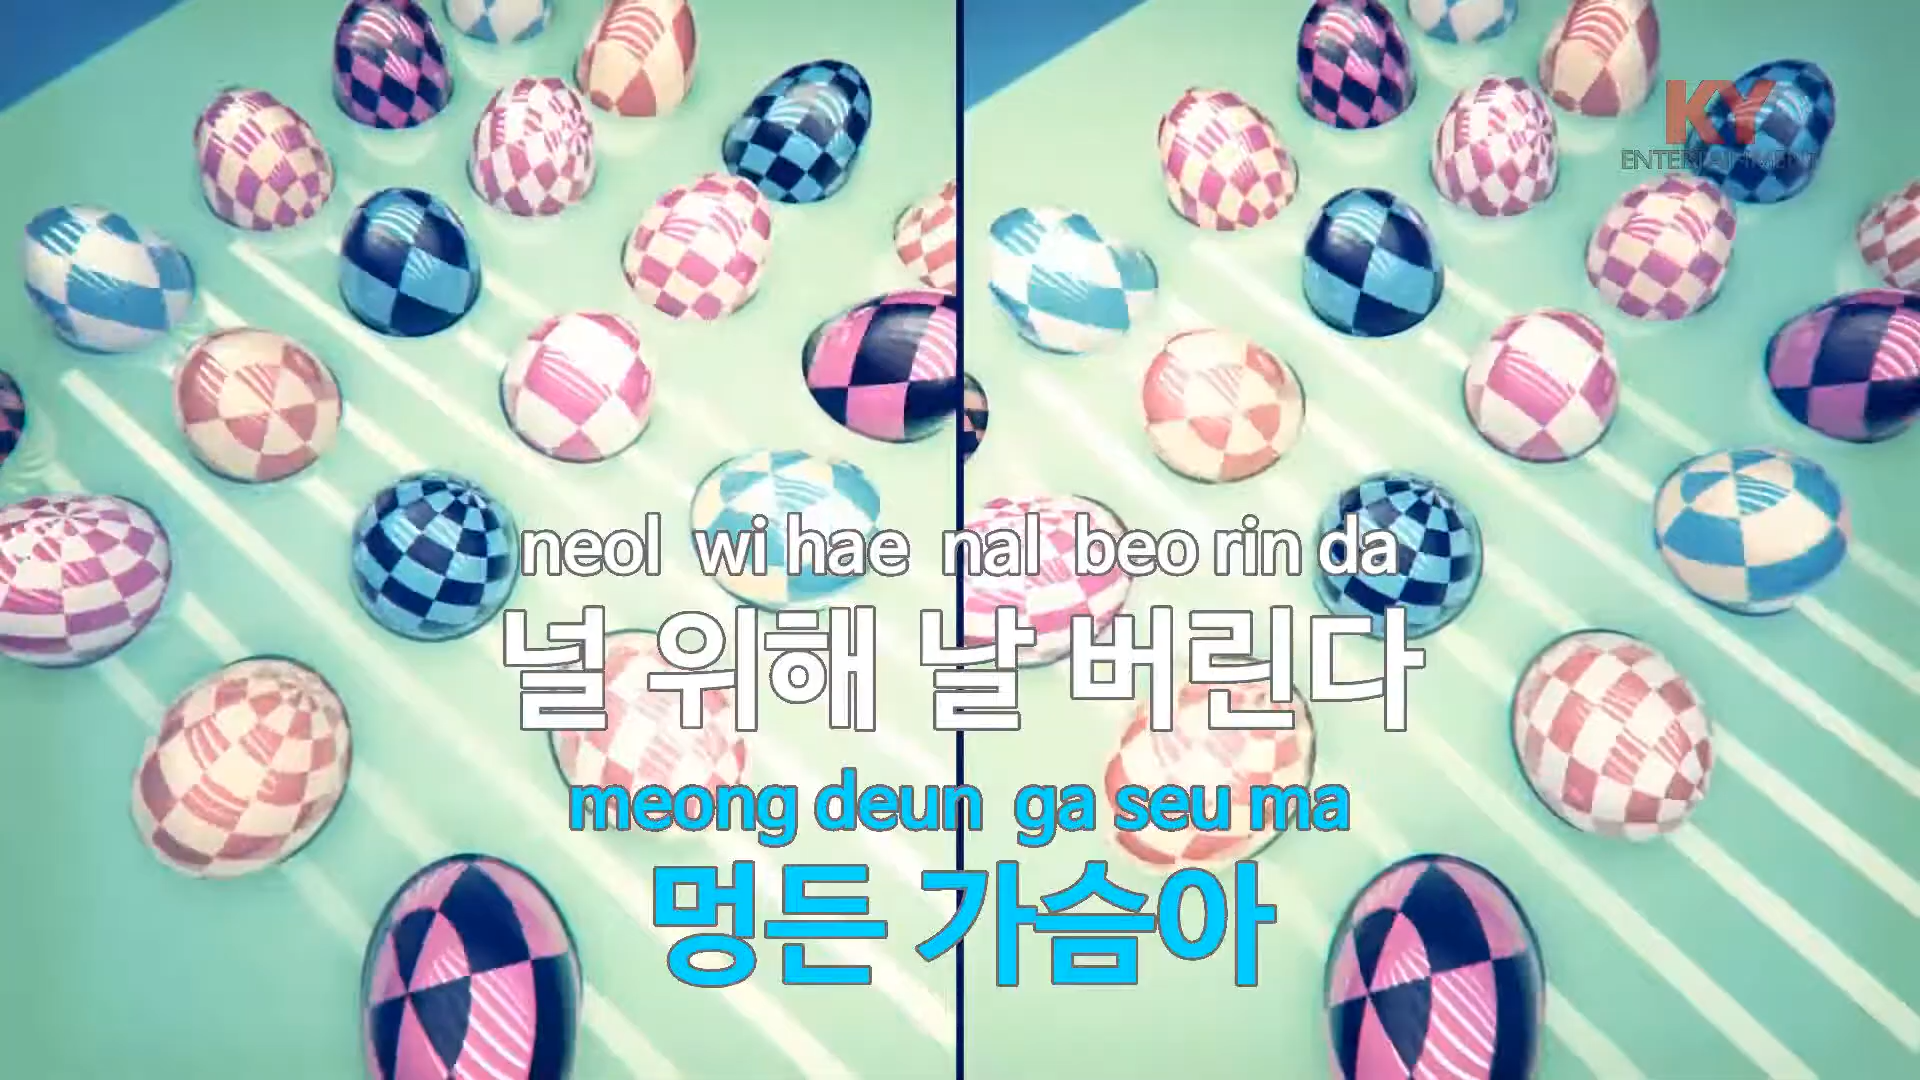 KY
ENTERTAINMENT
neol wi hae nal beo rin da
널 위해 날 버린다
meong deun ga seu ma
멍든 가슴아